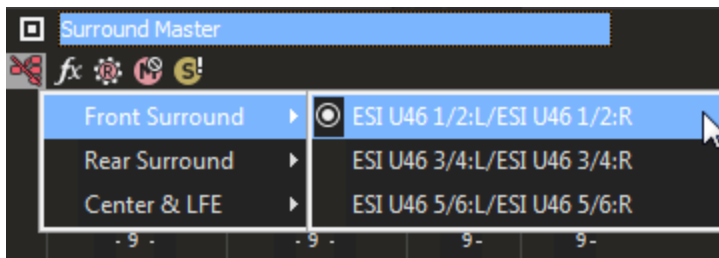 Surround Master
fx R M S!
Front Surround ESI U46 1/2:L/ESI U46 1/2:R
Rear Surround ESI U46 3/4:L/ESI U46 3/4:R
Center & LFE ESI U46 5/6:L/ESI U46 5/6:R
- 9 - - 9 - 9- 9-